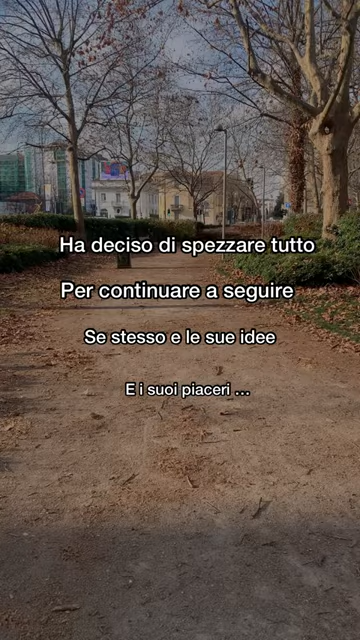 Ha deciso di spezzare tutto
Per continuare a seguire
Se stesso e le sue idee
E i suoi piaceri ...